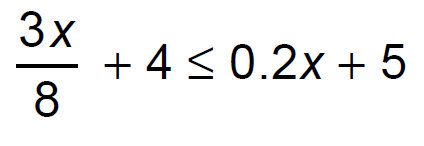 3x/8 + 4 ≤ 0.2x + 5